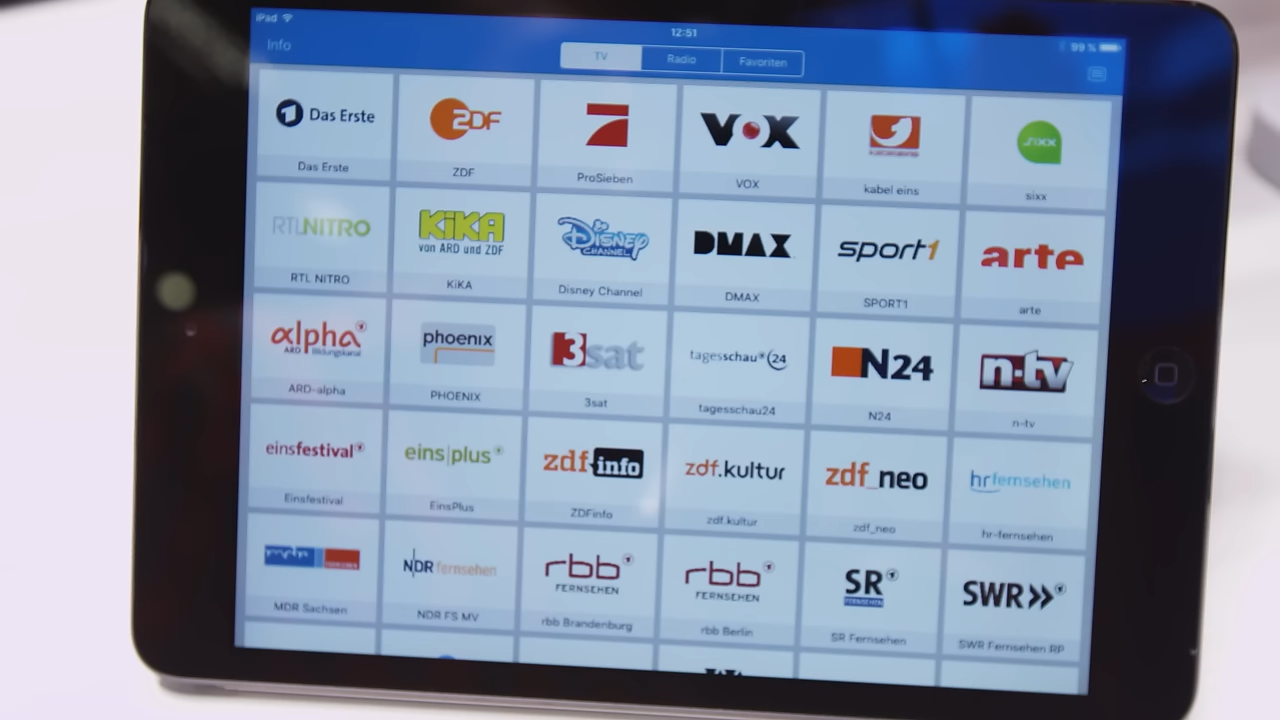 iPad
12:51
99 %
Info
TV
Radio
Favoriten
Das Erste
ZDF
VOX
sixx
Das Erste
ZDF
ProSieben
VOX
kabel eins
sixx
RTLNITRO
KiKA
von ARD und ZDF
Disney
CHANNEL
DMAX
sport1
arte
RTL NITRO
KiKA
Disney Channel
DMAX
SPORT1
arte
alpha
ARD Bildungskanal
phoenix
3sat
tagesschau24
N24
n-tv
ARD-alpha
PHOENIX
3sat
tagesschau24
N24
n-tv
einsfestival
eins|plus
zdf info
zdf.kultur
zdf_neo
hr fernsehen
Einsfestival
EinsPlus
ZDFinfo
zdf.kultur
zdf_neo
hr-fernsehen
mdr
NDR fernsehen
rbb
FERNSEHEN
rbb
FERNSEHEN
SR
FERNSEHEN
SWR
MDR Sachsen
NDR FS MV
rbb Brandenburg
rbb Berlin
SR Fernsehen
SWR Fernsehen RP